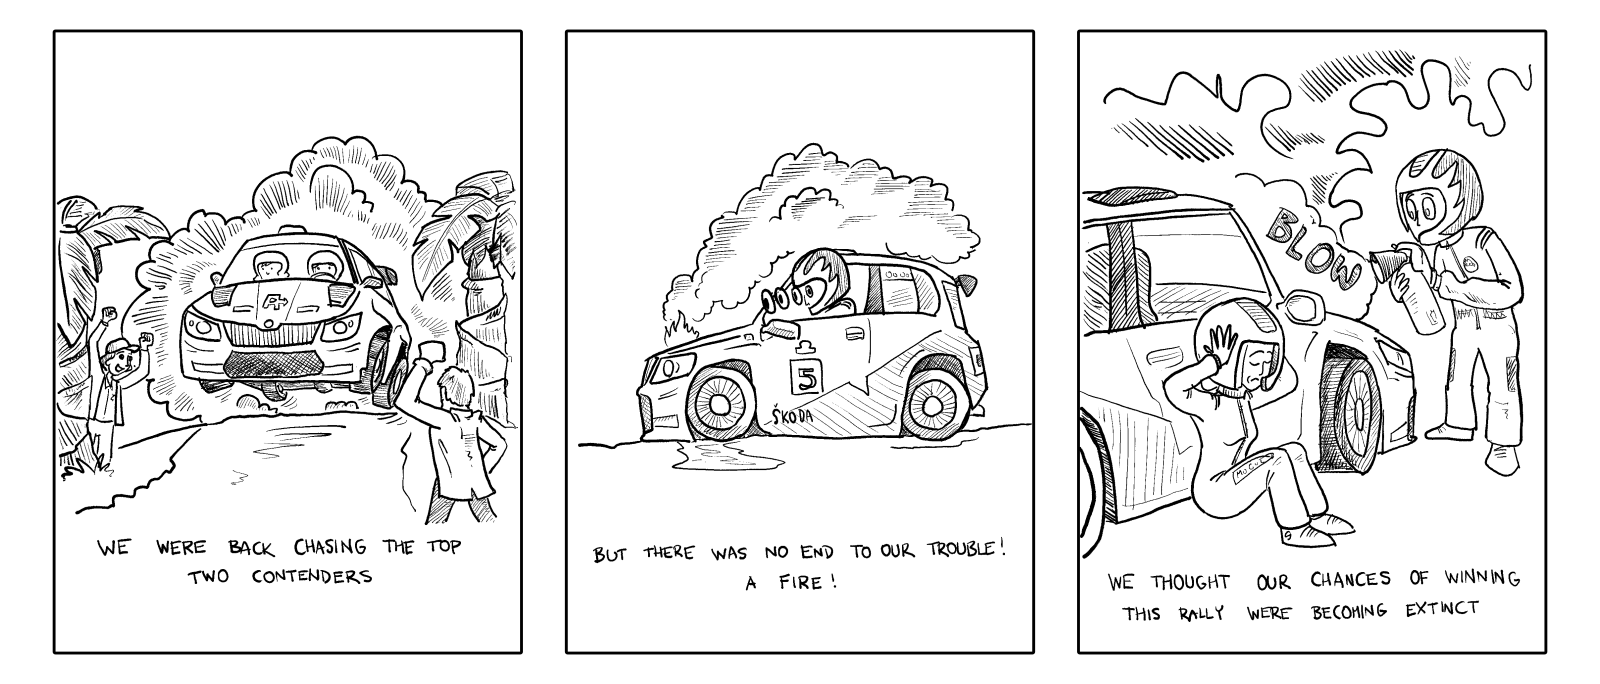 WE WERE BACK CHASING THE TOP
TWO CONTENDERS
5
ŠKODA
BUT THERE WAS NO END TO OUR TROUBLE!
A FIRE!
BLOW
WE THOUGHT OUR CHANCES OF WINNING
THIS RALLY WERE BECOMING EXTINCT